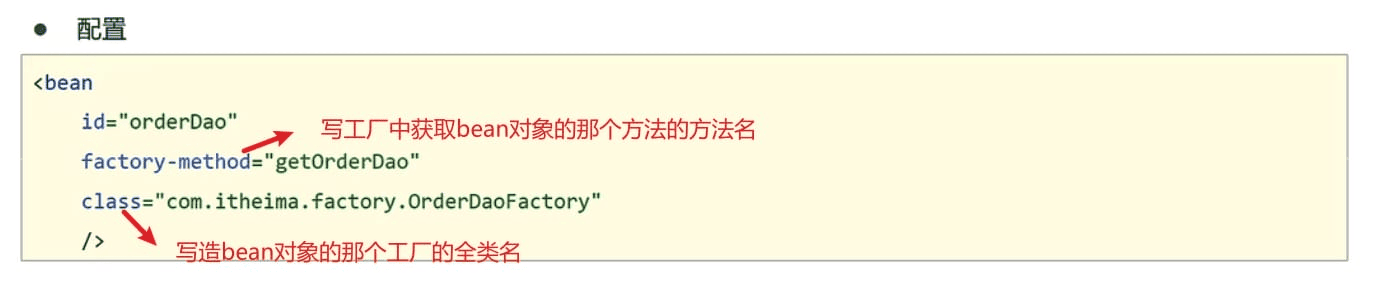 ● 配置
<bean
id="orderDao"
写工厂中获取bean对象的那个方法的方法名
factory-method="getOrderDao"
class="com.itheima.factory.OrderDaoFactory"
/>
写造bean对象的那个工厂的全类名